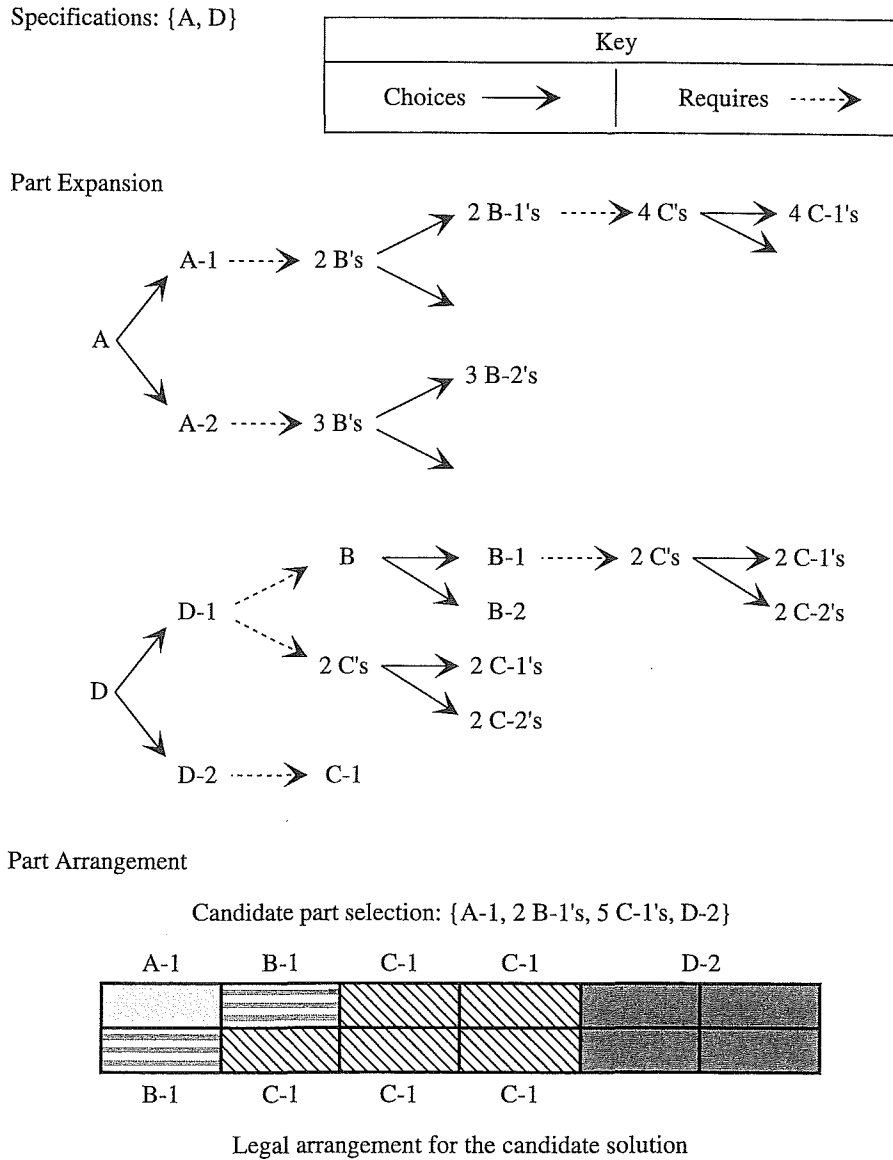 Specifications: {A, D}
Key
Choices
Requires
Part Expansion
2 B-1's 4 C's 4 C-1's
A-1 2 B's
A
3 B-2's
A-2 3 B's
B B-1 2 C's 2 C-1's
D-1 B-2 2 C-2's
2 C's 2 C-1's
D
2 C-2's
D-2 C-1
Part Arrangement
Candidate part selection: {A-1, 2 B-1's, 5 C-1's, D-2}
A-1 B-1 C-1 C-1 D-2
B-1 C-1 C-1 C-1
Legal arrangement for the candidate solution